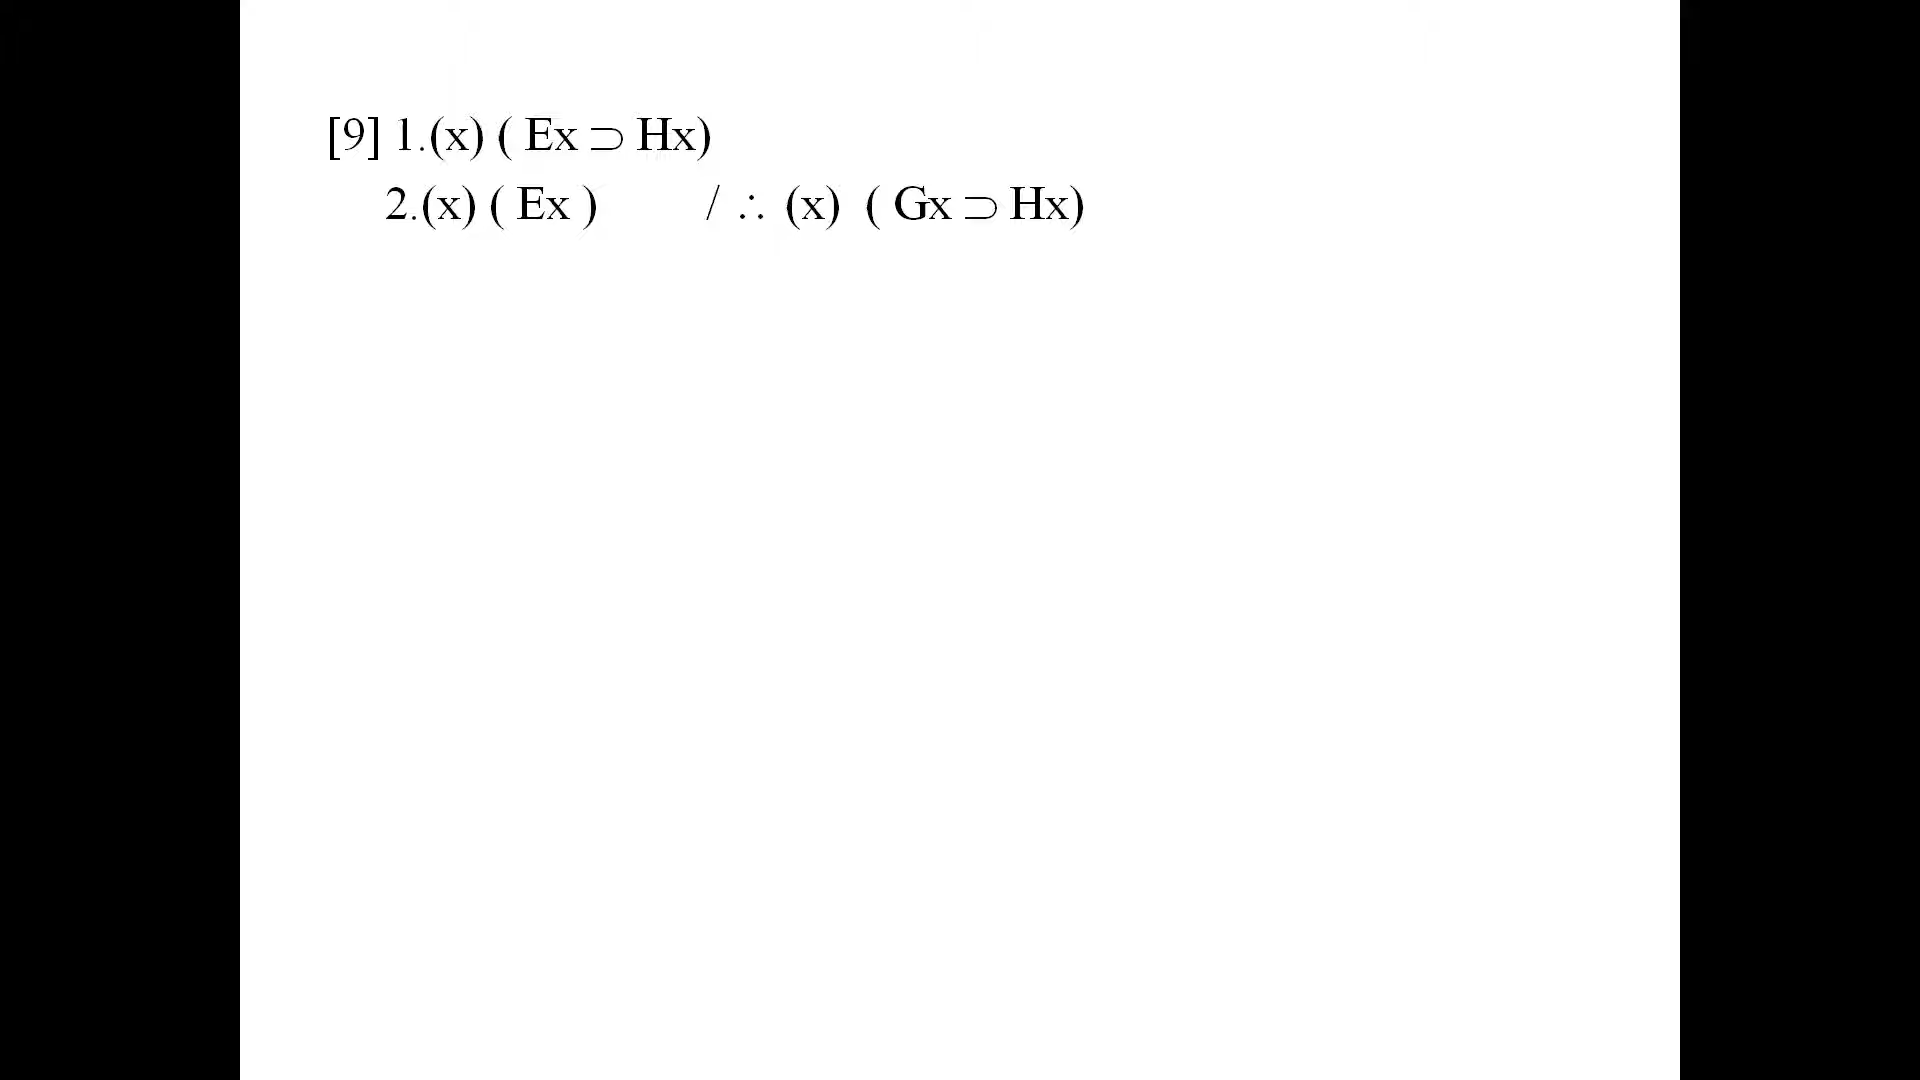 [9] 1.(x) ( Ex ⊃ Hx)
2.(x) ( Ex ) / ∴ (x) ( Gx ⊃ Hx)